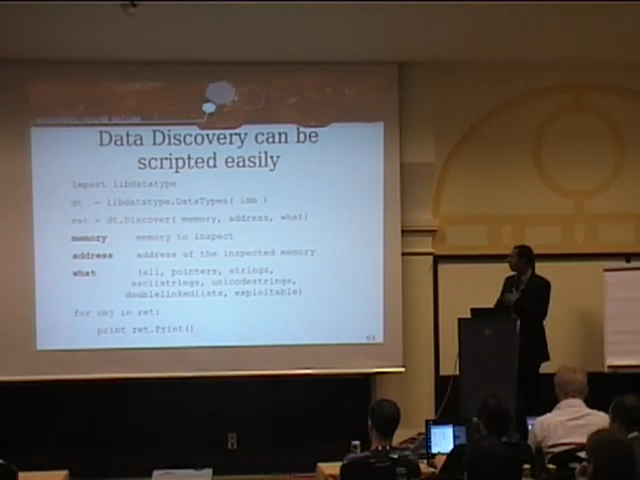 Data Discovery can be
scripted easily
import libdatatype
dt = libdatatype.DataTypes( imm )
ret = dt.Discover( memory, address, what)
memory memory to inspect
address address of the inspected memory
what (all, pointers, strings,
asciistrings, unicodestrings,
doublelinkedlists, exploitable)
for obj in ret:
print ret.Print()